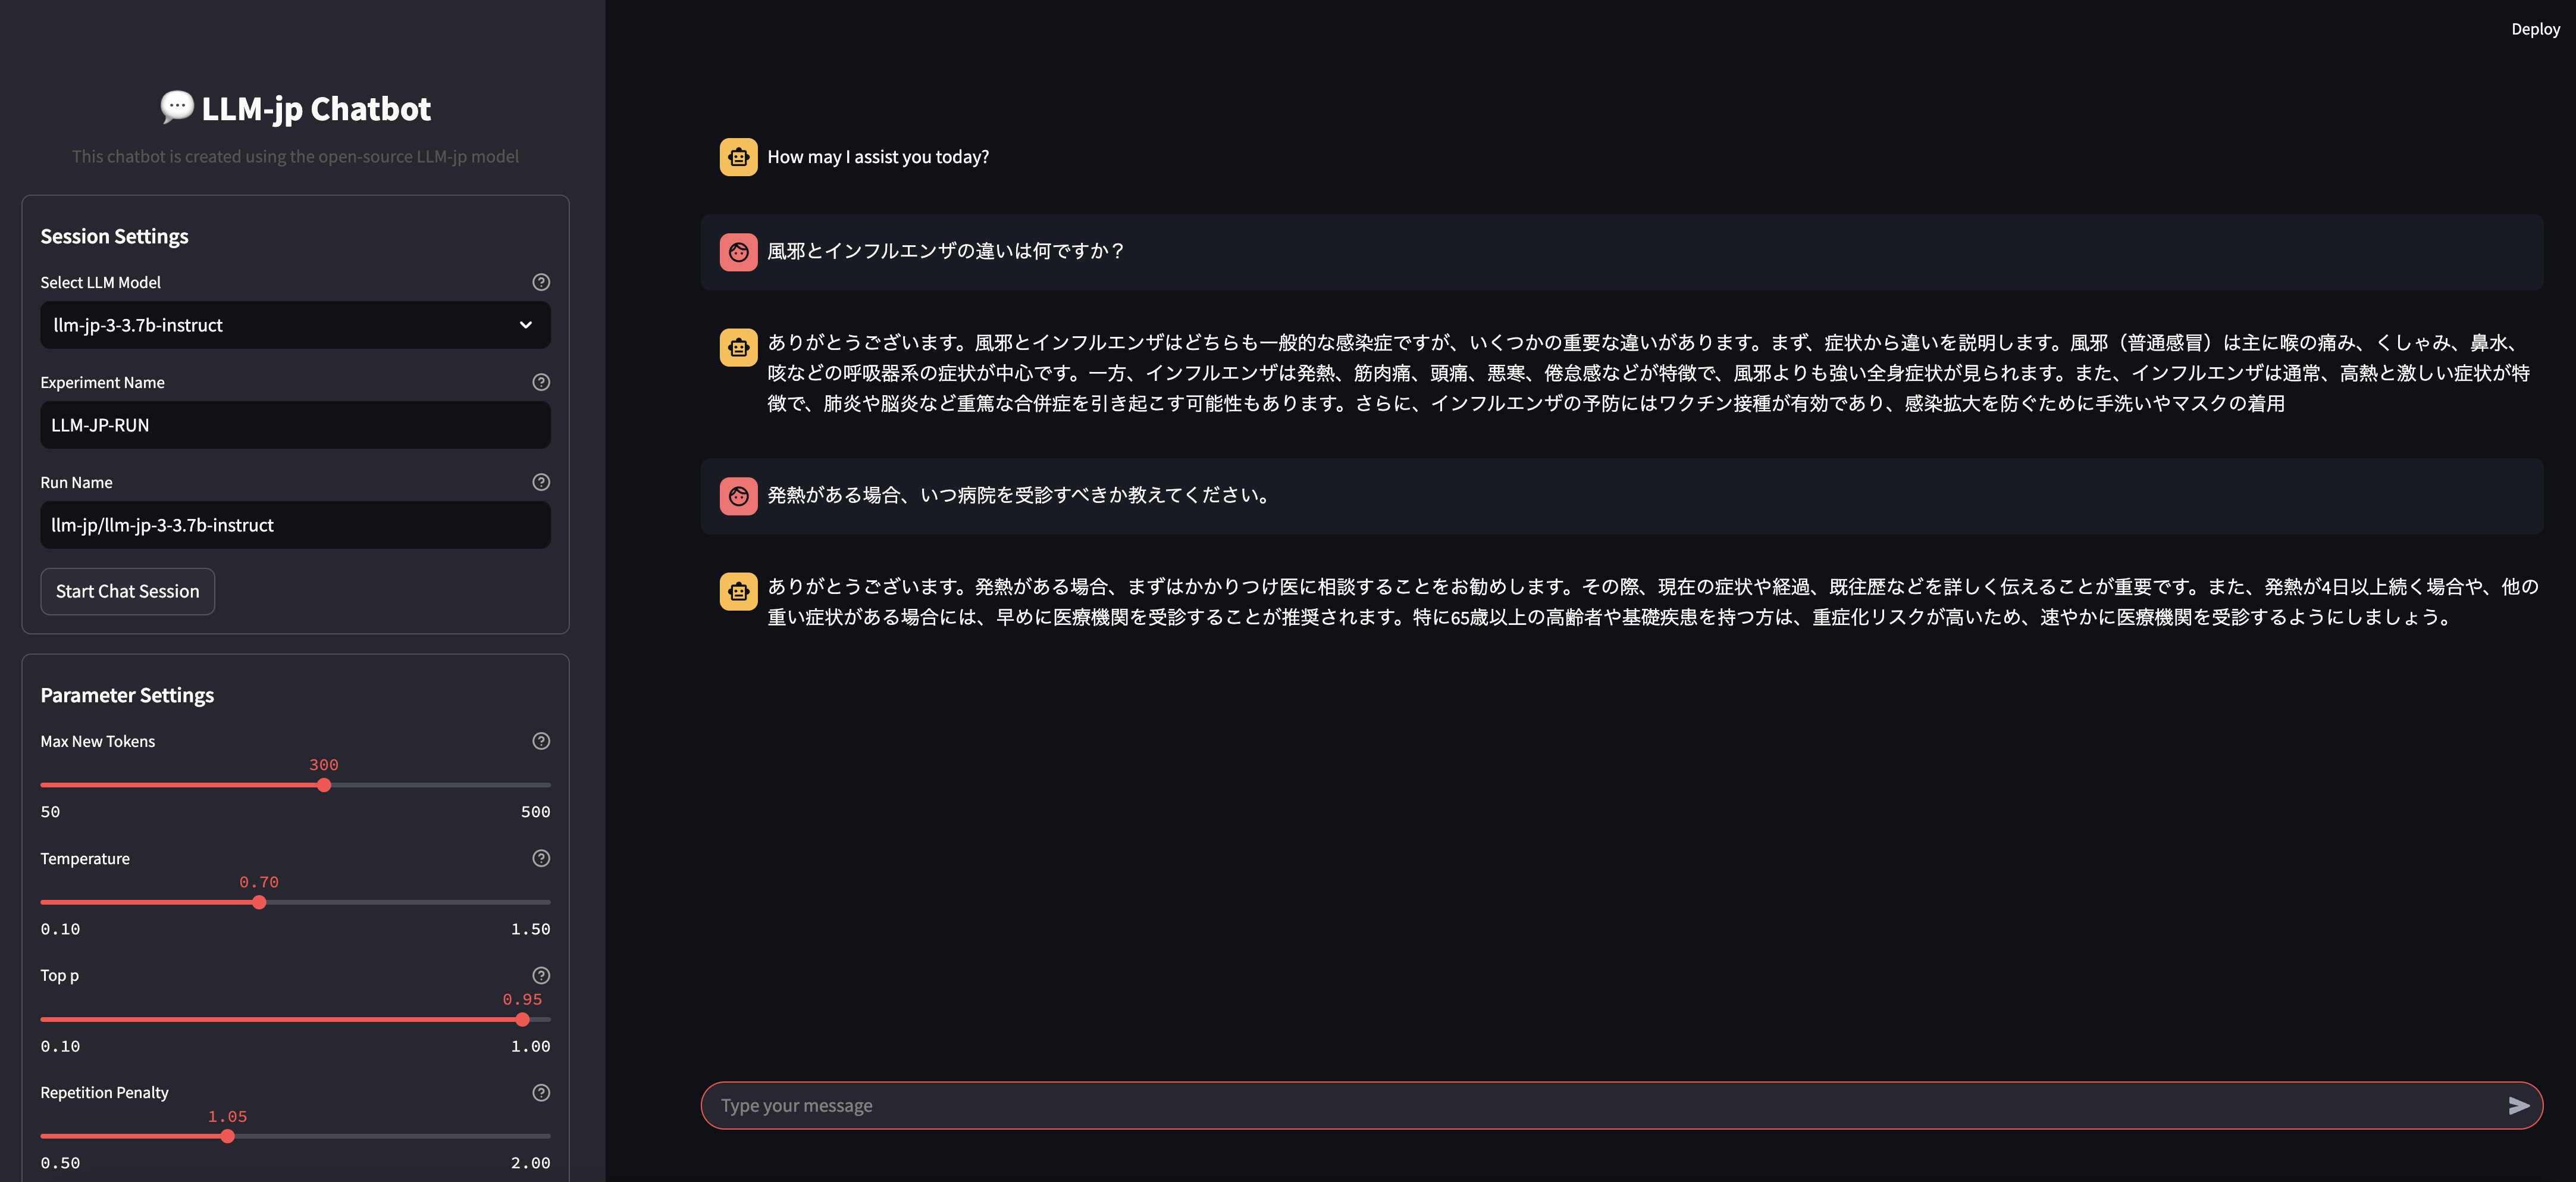 Deploy
💬 LLM-jp Chatbot
This chatbot is created using the open-source LLM-jp model
Session Settings
Select LLM Model
llm-jp-3-3.7b-instruct
Experiment Name
LLM-JP-RUN
Run Name
llm-jp/llm-jp-3-3.7b-instruct
Start Chat Session
Parameter Settings
Max New Tokens
300
50 500
Temperature
0.70
0.10 1.50
Top p
0.95
0.10 1.00
Repetition Penalty
1.05
0.50 2.00
How may I assist you today?
風邪とインフルエンザの違いは何ですか？
ありがとうございます。風邪とインフルエンザはどちらも一般的な感染症ですが、いくつかの重要な違いがあります。まず、症状から違いを説明します。風邪（普通感冒）は主に喉の痛み、くしゃみ、鼻水、
咳などの呼吸器系の症状が中心です。一方、インフルエンザは発熱、筋肉痛、頭痛、悪寒、倦怠感などが特徴で、風邪よりも強い全身症状が見られます。また、インフルエンザは通常、高熱と激しい症状が特
徴で、肺炎や脳炎など重篤な合併症を引き起こす可能性もあります。さらに、インフルエンザの予防にはワクチン接種が有効であり、感染拡大を防ぐために手洗いやマスクの着用
発熱がある場合、いつ病院を受診すべきか教えてください。
ありがとうございます。発熱がある場合、まずはかかりつけ医に相談することをお勧めします。その際、現在の症状や経過、既往歴などを詳しく伝えることが重要です。また、発熱が4日以上続く場合や、他の
重い症状がある場合には、早めに医療機関を受診することが推奨されます。特に65歳以上の高齢者や基礎疾患を持つ方は、重症化リスクが高いため、速やかに医療機関を受診するようにしましょう。
Type your message